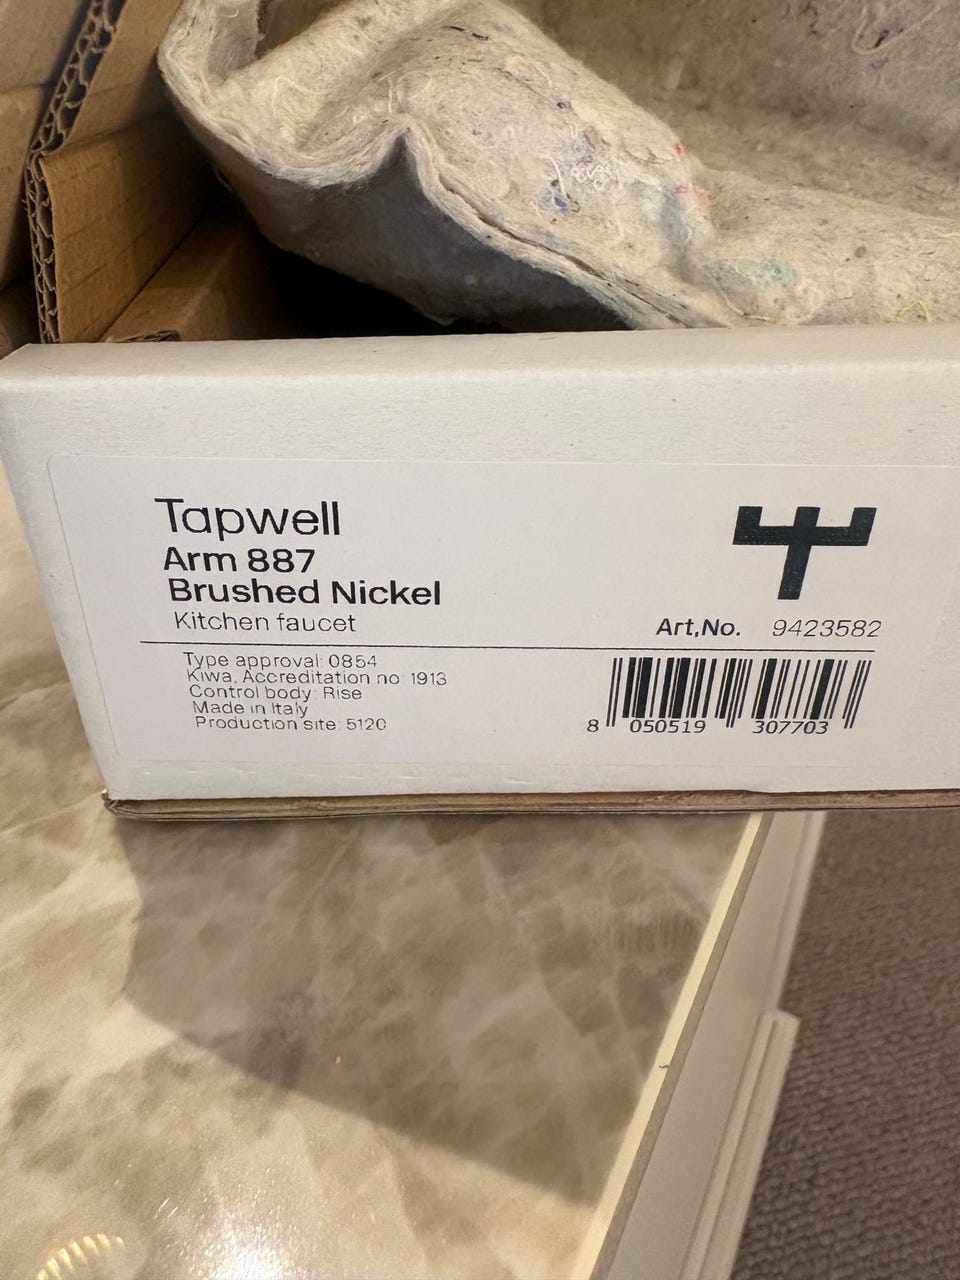 Tapwell
Arm 887
Brushed Nickel
Kitchen faucet
Art,No. 9423582
Type approval: 0854
Kiwa, Accreditation no: 1913
Control body: Rise
Made in Italy
Production site: 5120
8 050519 307703